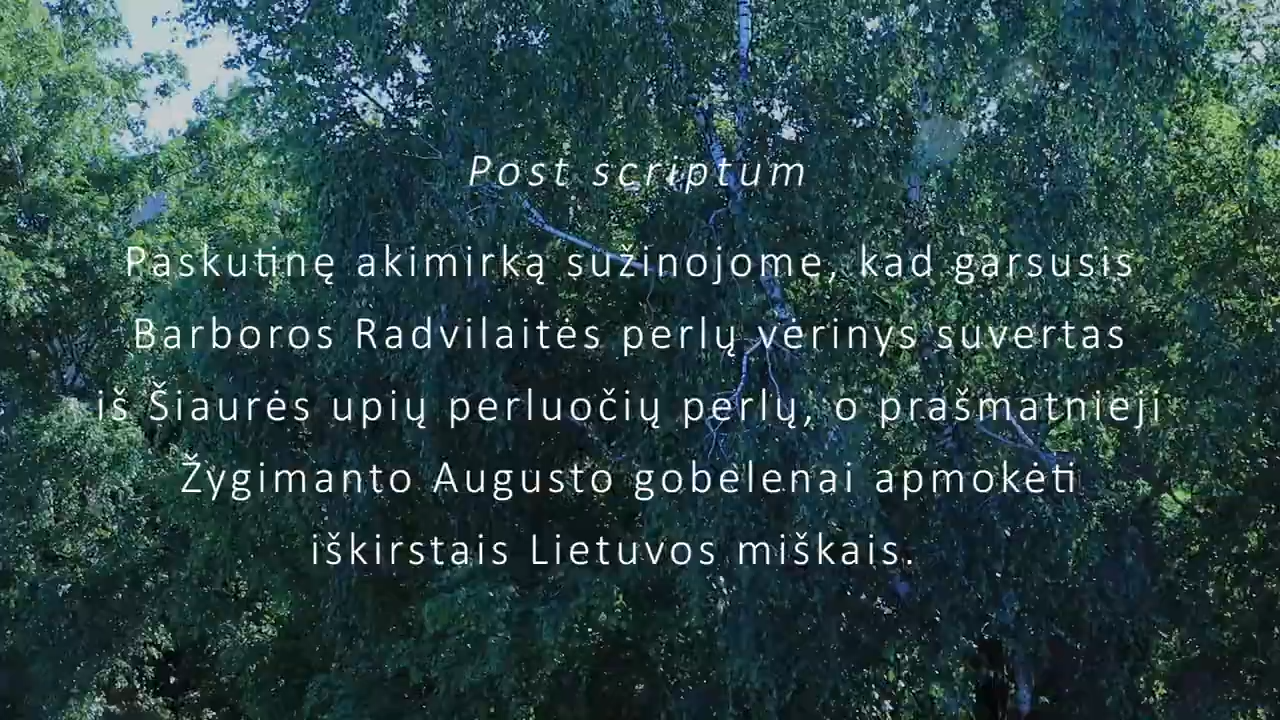 Post scriptum
Paskutinę akimirką sužinojome, kad garsusis
Barboros Radvilaitės perlų vėrinys suvertas
iš Šiaurės upių perluočių perlų, o prašmatnieji
Žygimanto Augusto gobelenai apmokėti
iškirstais Lietuvos miškais.